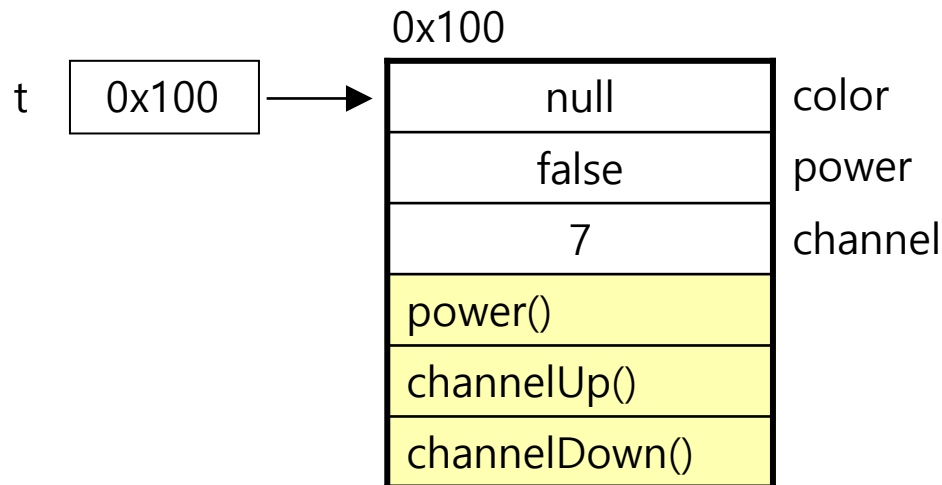 0x100
t 0x100 null color
false power
7 channel
power()
channelUp()
channelDown()